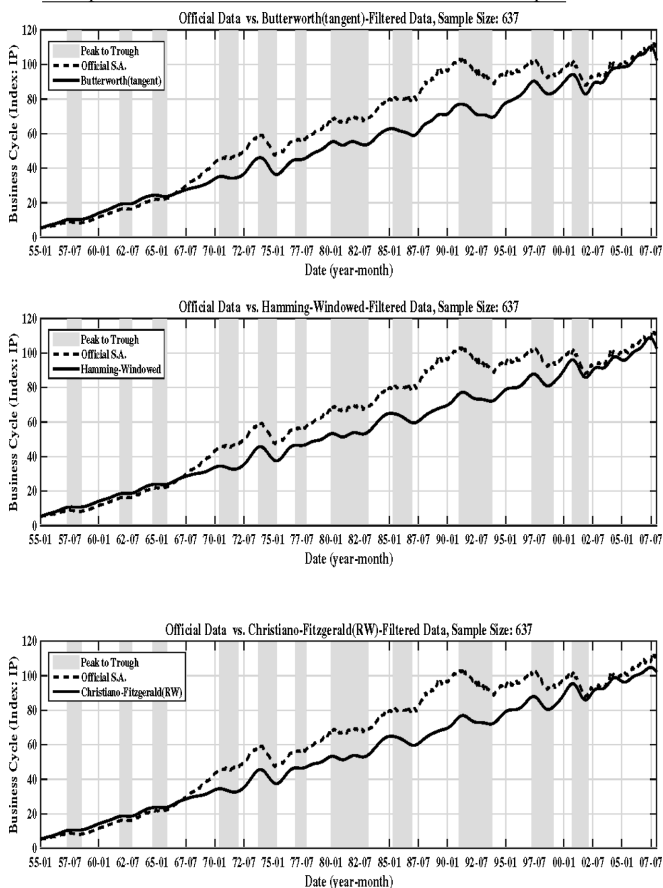 Official Data vs. Butterworth(tangent)-Filtered Data, Sample Size: 637
Business Cycle (Index: IP)
120
100
80
60
40
20
0
Peak to Trough
Official S.A.
Butterworth(tangent)
55-01 57-07 60-01 62-07 65-01 67-07 70-01 72-07 75-01 77-07 80-01 82-07 85-01 87-07 90-01 92-07 95-01 97-07 00-01 02-07 05-01 07-07
Date (year-month)
Official Data vs. Hamming-Windowed-Filtered Data, Sample Size: 637
Business Cycle (Index: IP)
120
100
80
60
40
20
0
Peak to Trough
Official S.A.
Hamming-Windowed
55-01 57-07 60-01 62-07 65-01 67-07 70-01 72-07 75-01 77-07 80-01 82-07 85-01 87-07 90-01 92-07 95-01 97-07 00-01 02-07 05-01 07-07
Date (year-month)
Official Data vs. Christiano-Fitzgerald(RW)-Filtered Data, Sample Size: 637
Business Cycle (Index: IP)
120
100
80
60
40
20
0
Peak to Trough
Official S.A.
Christiano-Fitzgerald(RW)
55-01 57-07 60-01 62-07 65-01 67-07 70-01 72-07 75-01 77-07 80-01 82-07 85-01 87-07 90-01 92-07 95-01 97-07 00-01 02-07 05-01 07-07
Date (year-month)